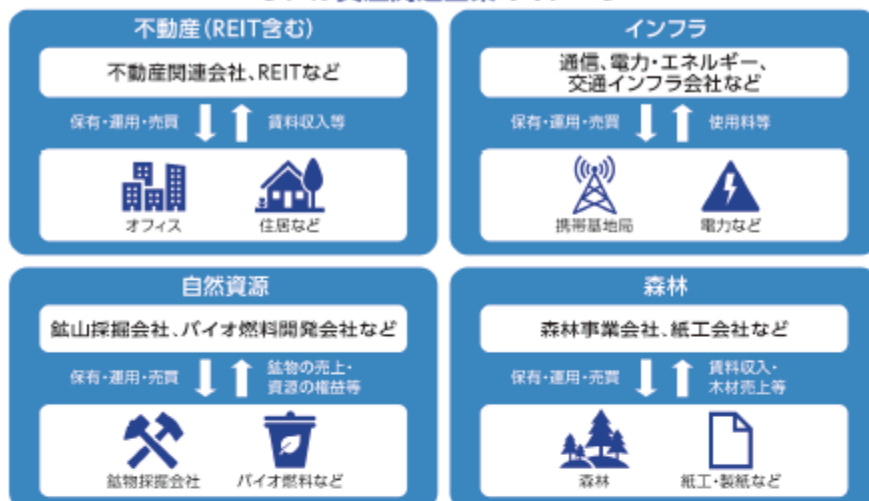 不動産(REIT含む)
不動産関連会社、REITなど
保有・運用・売買
賃料収入等
オフィス
住居など
インフラ
通信、電力・エネルギー、
交通インフラ会社など
保有・運用・売買
使用料等
携帯基地局
電力など
自然資源
鉱山採掘会社、バイオ燃料開発会社など
保有・運用・売買
鉱物の売上・
資源の権益等
鉱物採掘会社
バイオ燃料など
森林
森林事業会社、紙工会社など
保有・運用・売買
賃料収入・
木材売上等
森林
紙工・製紙など